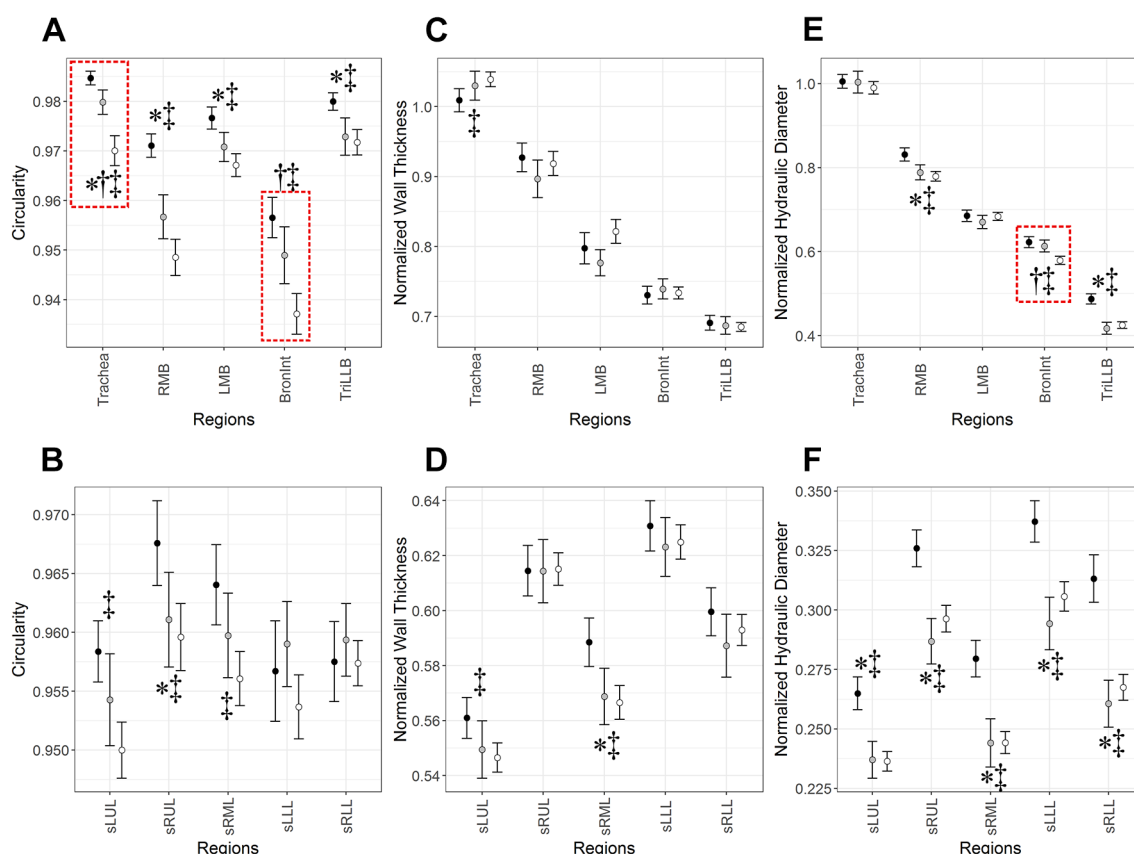 A
C
E
Circularity
0.98
0.97
0.96
0.95
0.94
*†‡
*‡
*‡
†‡
*‡
Trachea
RMB
LMB
BronInt
TriLLB
Regions
Normalized Wall Thickness
1.0
0.9
0.8
0.7
‡
Trachea
RMB
LMB
BronInt
TriLLB
Regions
Normalized Hydraulic Diameter
1.0
0.8
0.6
0.4
*‡
†‡
*‡
Trachea
RMB
LMB
BronInt
TriLLB
Regions
B
D
F
Circularity
0.970
0.965
0.960
0.955
0.950
‡
*‡
‡
sLUL
sRUL
sRML
sLLL
sRLL
Regions
Normalized Wall Thickness
0.64
0.62
0.60
0.58
0.56
0.54
‡
*‡
sLUL
sRUL
sRML
sLLL
sRLL
Regions
Normalized Hydraulic Diameter
0.350
0.325
0.300
0.275
0.250
0.225
*‡
*‡
*‡
*‡
*‡
sLUL
sRUL
sRML
sLLL
sRLL
Regions